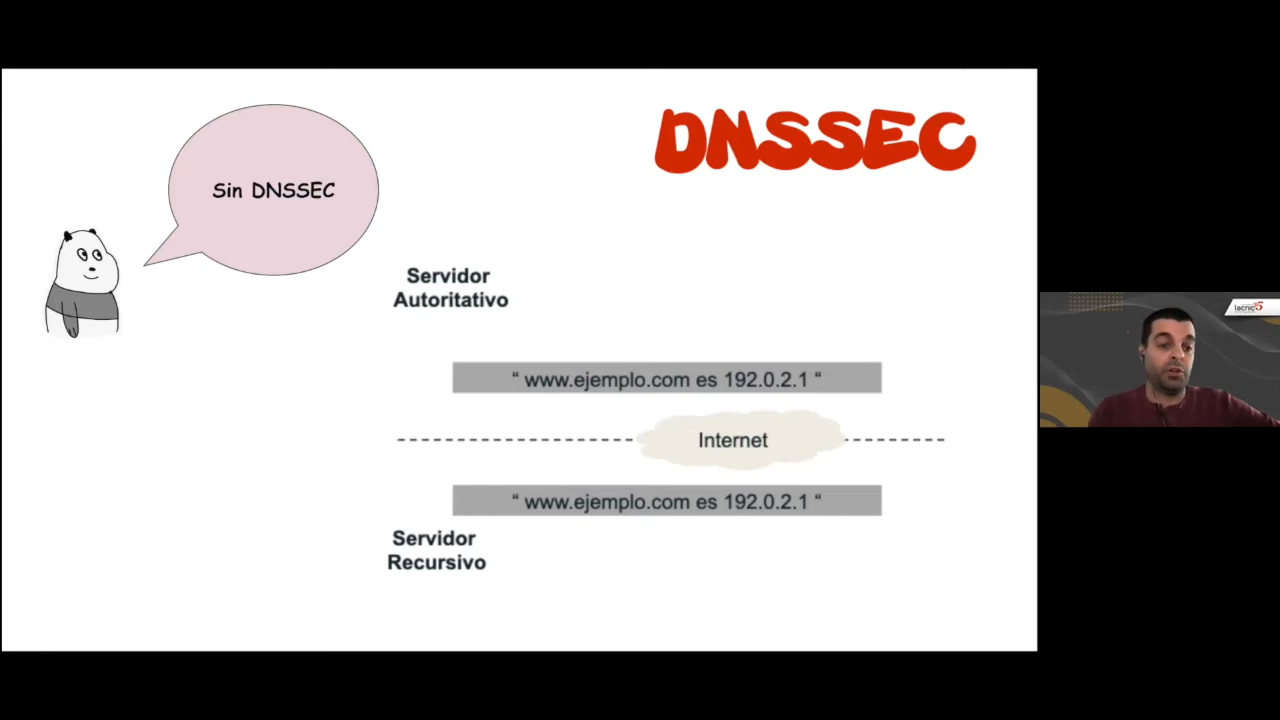 DNSSEC
Sin DNSSEC
Servidor
Autoritativo
“ www.ejemplo.com es 192.0.2.1 “
Internet
“ www.ejemplo.com es 192.0.2.1 “
Servidor
Recursivo
lacnic 35